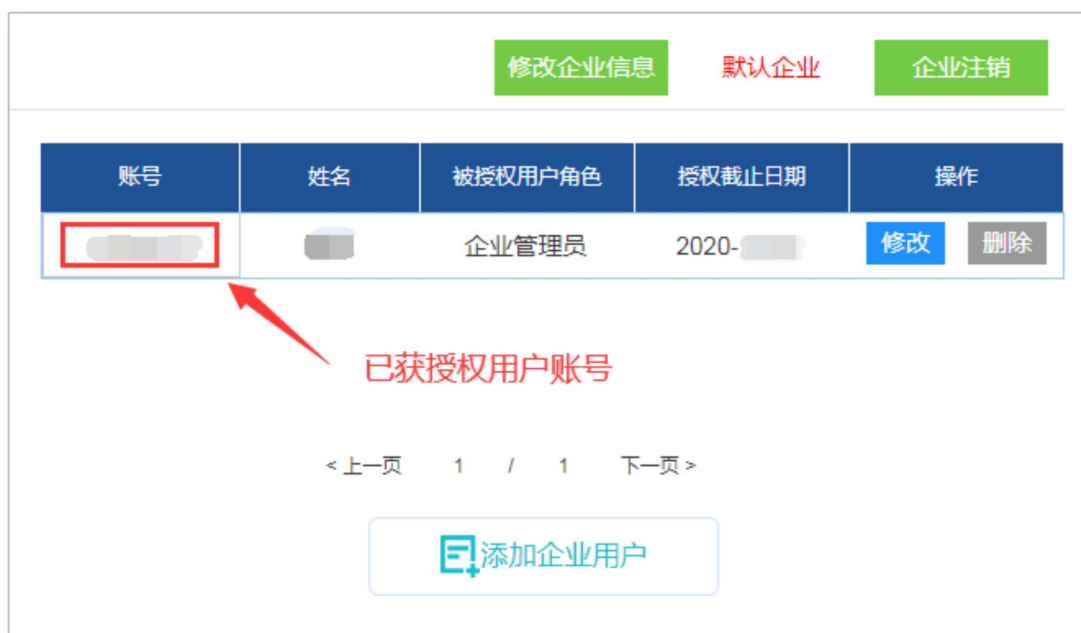 修改企业信息 默认企业 企业注销
账号 姓名 被授权用户角色 授权截止日期 操作
企业管理员 2020- 修改 删除
已获授权用户账号
<上一页 1 / 1 下一页>
添加企业用户